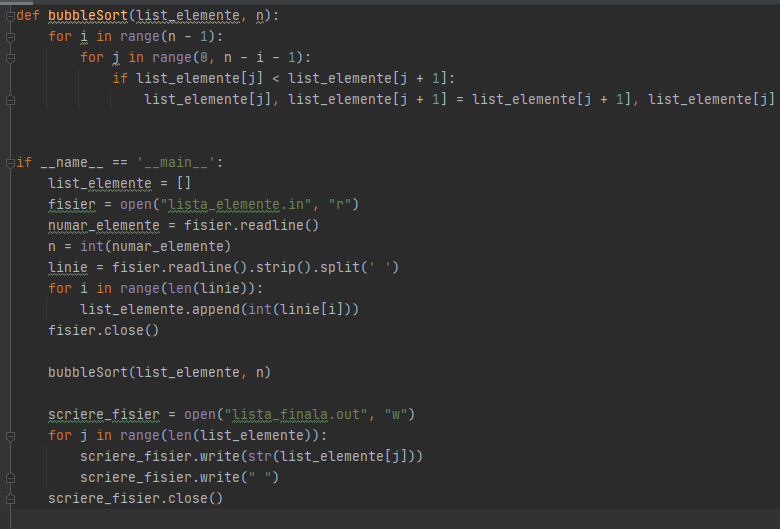 def bubbleSort(list_elemente, n):
    for i in range(n - 1):
        for j in range(0, n - i - 1):
            if list_elemente[j] < list_elemente[j + 1]:
                list_elemente[j], list_elemente[j + 1] = list_elemente[j + 1], list_elemente[j]
if __name__ == '__main__':
    list_elemente = []
    fisier = open("lista_elemente.in", "r")
    numar_elemente = fisier.readline()
    n = int(numar_elemente)
    linie = fisier.readline().strip().split(' ')
    for i in range(len(linie)):
        list_elemente.append(int(linie[i]))
    fisier.close()
    bubbleSort(list_elemente, n)
    scriere_fisier = open("lista_finala.out", "w")
    for j in range(len(list_elemente)):
        scriere_fisier.write(str(list_elemente[j]))
        scriere_fisier.write(" ")
    scriere_fisier.close()